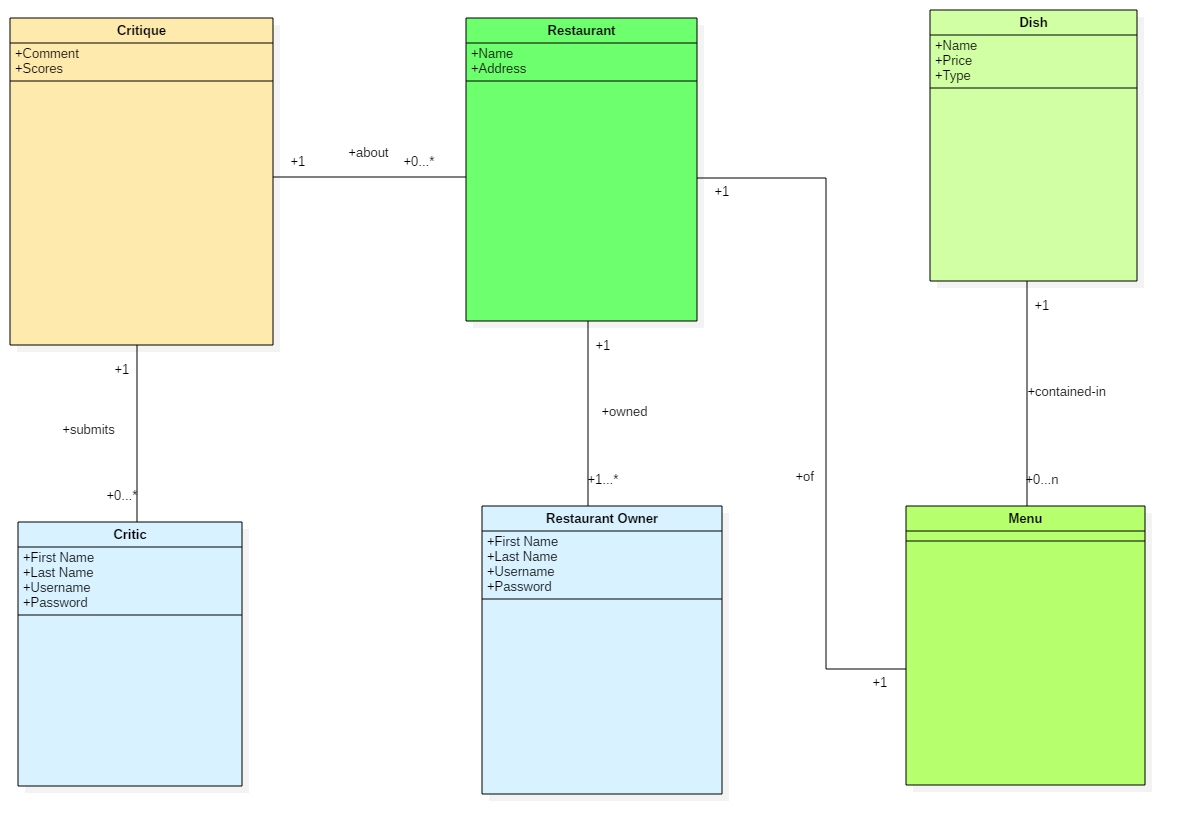 Critique
+Comment
+Scores
Restaurant
+Name
+Address
Dish
+Name
+Price
+Type
+1
+about
+0...*
+1
+1
+submits
+0...*
+1
+owned
+1...*
+of
+1
+1
+contained-in
+0...n
Critic
+First Name
+Last Name
+Username
+Password
Restaurant Owner
+First Name
+Last Name
+Username
+Password
Menu